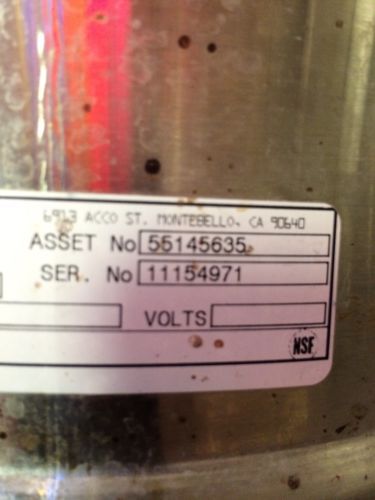 6913 ACCO ST. MONTEBELLO, CA 90640
ASSET No 55145635
SER. No 11154971
VOLTS
NSF